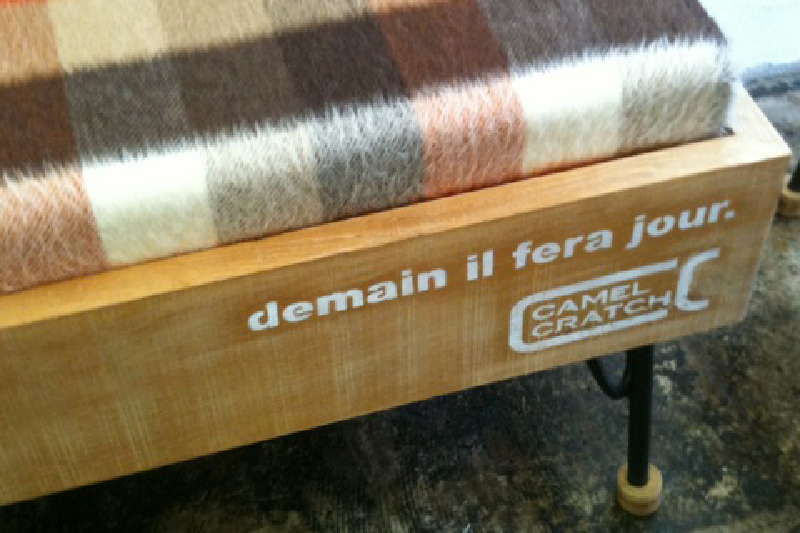 demain il fera jour.
CAMEL
CRATCH